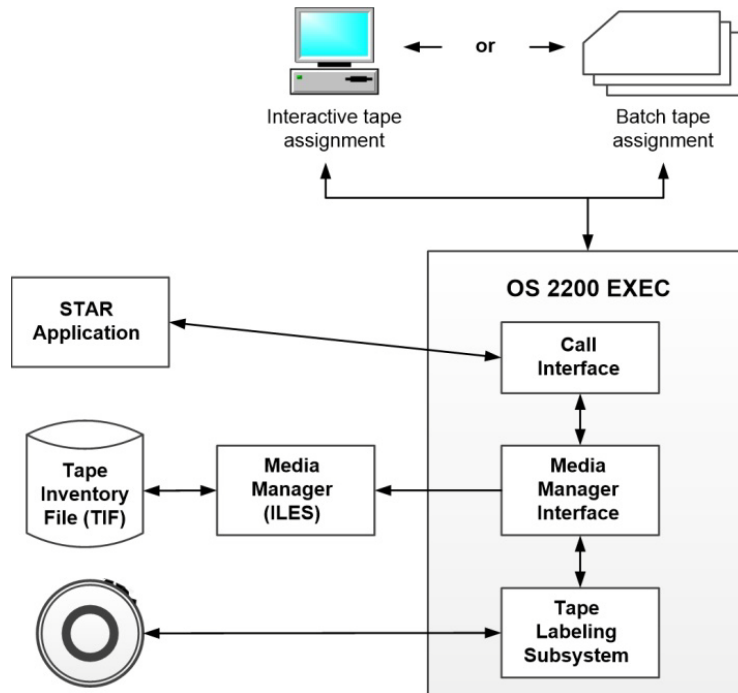 or
Interactive tape
assignment
Batch tape
assignment
OS 2200 EXEC
STAR
Application
Call
Interface
Tape
Inventory
File (TIF)
Media
Manager
(ILES)
Media
Manager
Interface
Tape
Labeling
Subsystem